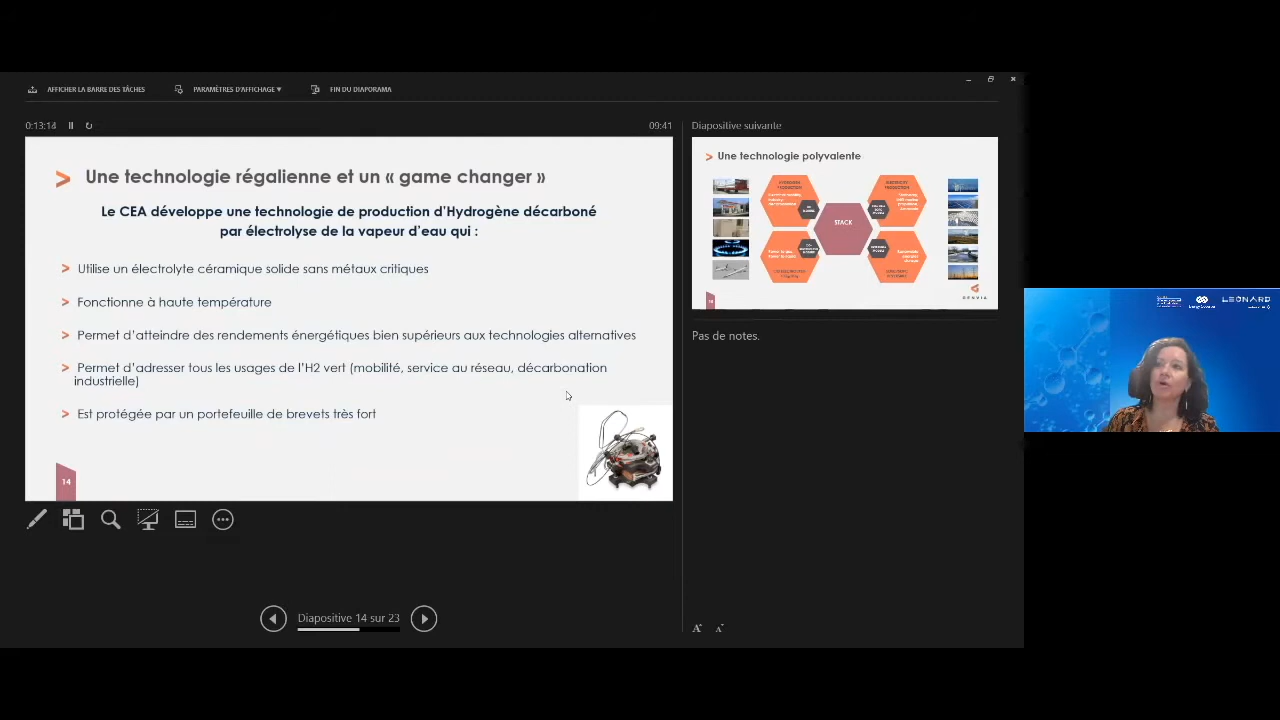 AFFICHER LA BARRE DES TÂCHES
PARAMÈTRES D'AFFICHAGE ▼
FIN DU DIAPORAMA
0:13:14
09:41
> Une technologie régalienne et un « game changer »
Le CEA développe une technologie de production d'Hydrogène décarboné
par électrolyse de la vapeur d'eau qui :
> Utilise un électrolyte céramique solide sans métaux critiques
> Fonctionne à haute température
> Permet d'atteindre des rendements énergétiques bien supérieurs aux technologies alternatives
> Permet d'adresser tous les usages de l'H2 vert (mobilité, service au réseau, décarbonation
industrielle)
> Est protégée par un portefeuille de brevets très fort
14
Diapositive 14 sur 23
Diapositive suivante
> Une technologie polyvalente
STACK
PRODUCTION
PRODUCTION
GENVIA
Pas de notes.
A A
LEONARD